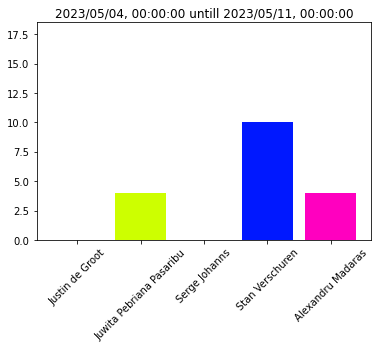 2023/05/04, 00:00:00 untill 2023/05/11, 00:00:00
17.5
15.0
12.5
10.0
7.5
5.0
2.5
0.0
Justin de Groot
Juwita Pebriana Pasaribu
Serge Johanns
Stan Verschuren
Alexandru Madaras